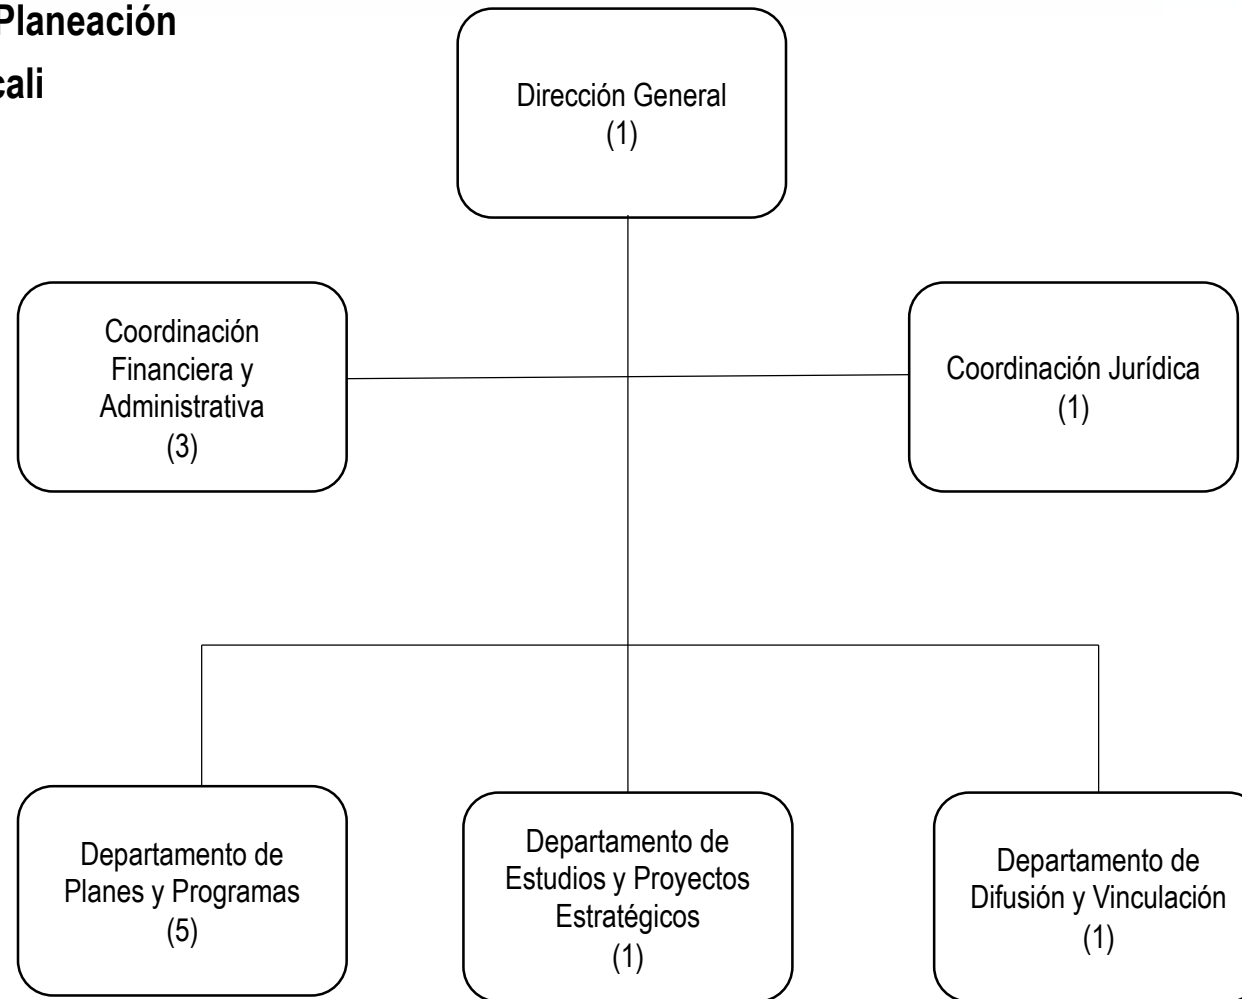 Planeación
cali
Dirección General
(1)
Coordinación
Financiera y
Administrativa
(3)
Coordinación Jurídica
(1)
Departamento de
Planes y Programas
(5)
Departamento de
Estudios y Proyectos
Estratégicos
(1)
Departamento de
Difusión y Vinculación
(1)